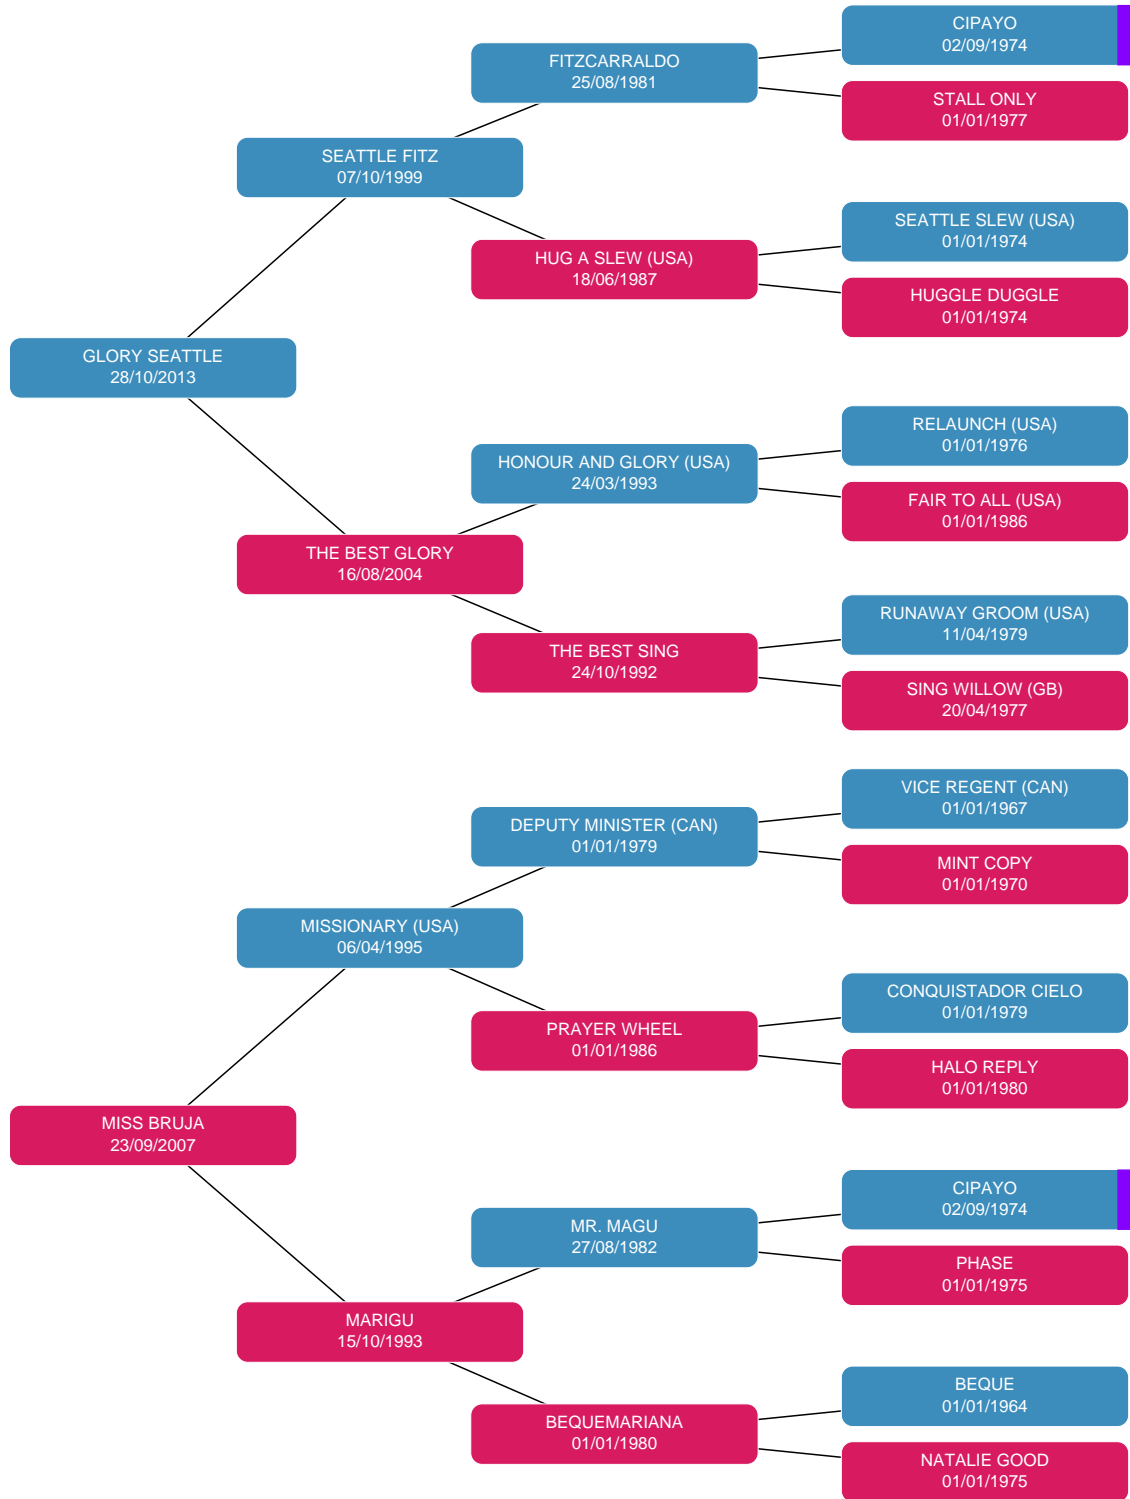 CIPAYO
02/09/1974
FITZCARRALDO
25/08/1981
STALL ONLY
01/01/1977
SEATTLE FITZ
07/10/1999
SEATTLE SLEW (USA)
01/01/1974
HUG A SLEW (USA)
18/06/1987
HUGGLE DUGGLE
01/01/1974
GLORY SEATTLE
28/10/2013
RELAUNCH (USA)
01/01/1976
HONOUR AND GLORY (USA)
24/03/1993
FAIR TO ALL (USA)
01/01/1986
THE BEST GLORY
16/08/2004
RUNAWAY GROOM (USA)
11/04/1979
THE BEST SING
24/10/1992
SING WILLOW (GB)
20/04/1977
VICE REGENT (CAN)
01/01/1967
DEPUTY MINISTER (CAN)
01/01/1979
MINT COPY
01/01/1970
MISSIONARY (USA)
06/04/1995
CONQUISTADOR CIELO
01/01/1979
PRAYER WHEEL
01/01/1986
HALO REPLY
01/01/1980
MISS BRUJA
23/09/2007
CIPAYO
02/09/1974
MR. MAGU
27/08/1982
PHASE
01/01/1975
MARIGU
15/10/1993
BEQUE
01/01/1964
BEQUEMARIANA
01/01/1980
NATALIE GOOD
01/01/1975